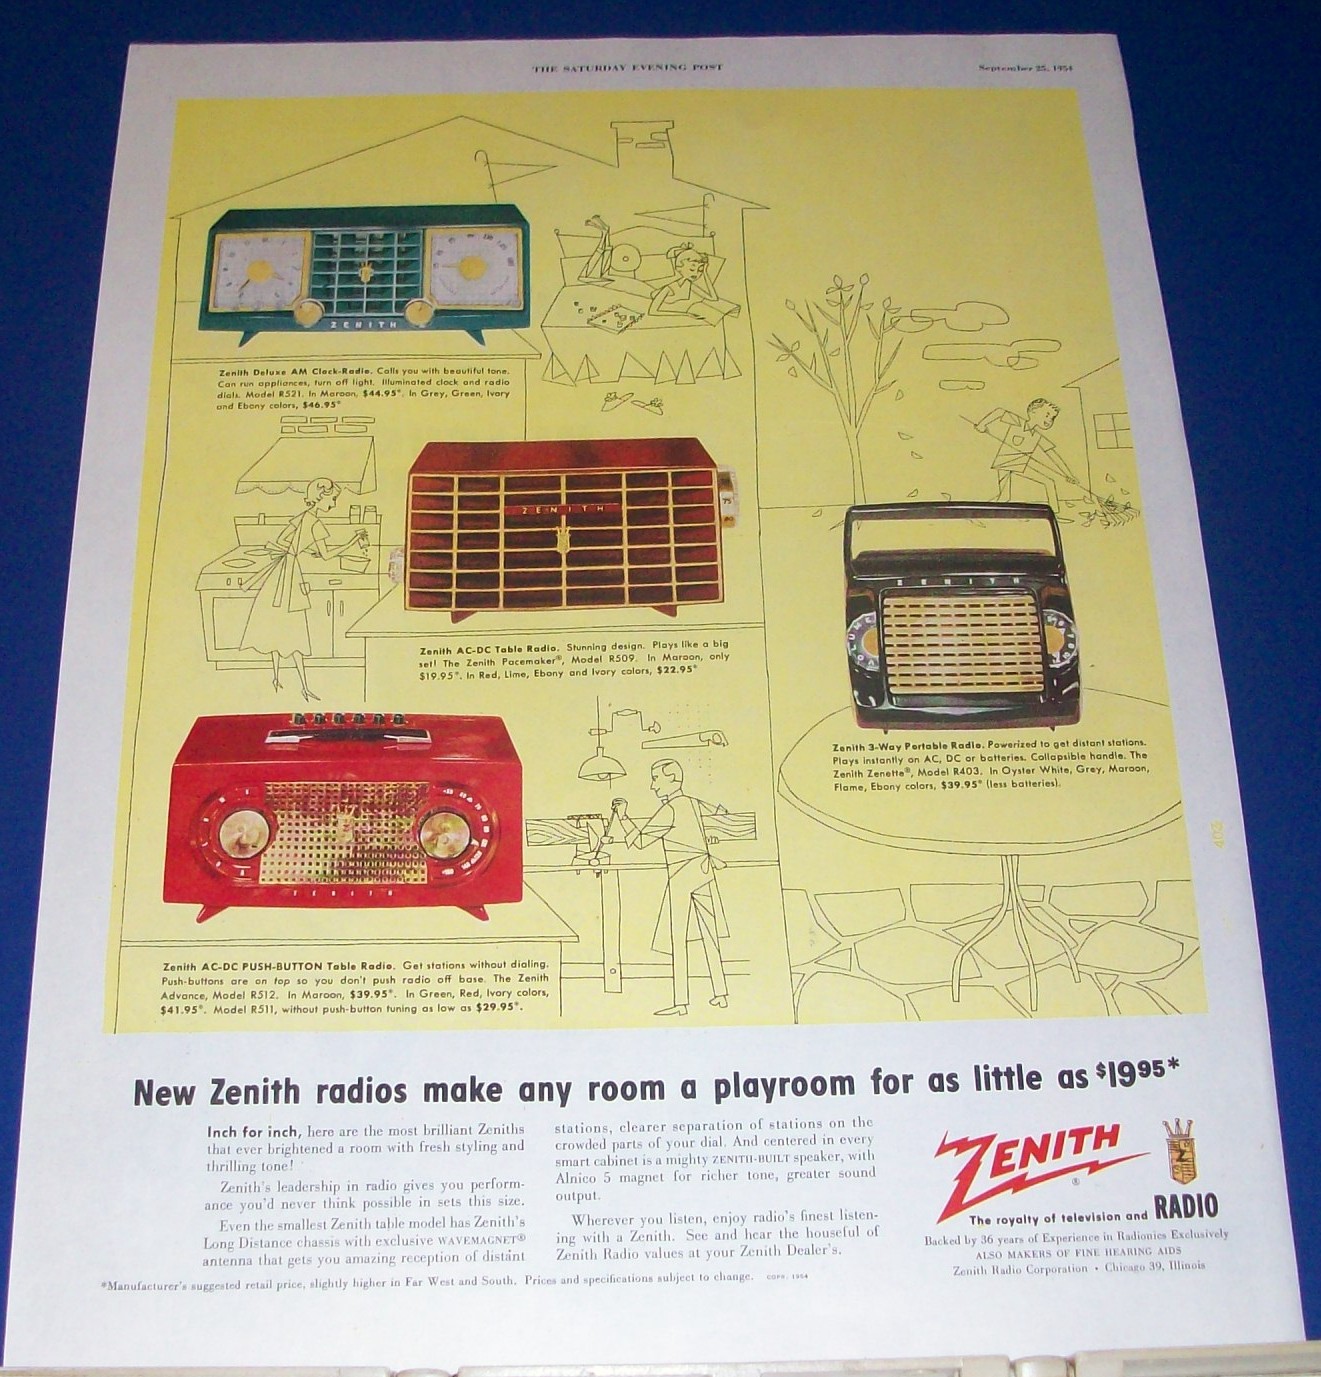 THE SATURDAY EVENING POST
September 25, 1954
ZENITH
Zenith Deluxe AM Clock-Radio. Calls you with beautiful tone.
Can run appliances, turn off light. Illuminated clock and radio
dials. Model R521. In Maroon, $44.95*. In Grey, Green, Ivory
and Ebony colors, $46.95*
ZENITH
75
Zenith AC-DC Table Radio. Stunning design. Plays like a big
set! The Zenith Pacemaker®, Model R509. In Maroon, only
$19.95*. In Red, Lime, Ebony and Ivory colors, $22.95*
ZENITH
Zenith 3-Way Portable Radio. Powerized to get distant stations.
Plays instantly on AC, DC or batteries. Collapsible handle. The
Zenith Zenette®, Model R403. In Oyster White, Grey, Maroon,
Flame, Ebony colors, $39.95* (less batteries).
ZENITH
Zenith AC-DC PUSH-BUTTON Table Radio. Get stations without dialing.
Push-buttons are on top so you don't push radio off base. The Zenith
Advance, Model R512. In Maroon, $39.95*. In Green, Red, Ivory colors,
$41.95*. Model R511, without push-button tuning as low as $29.95*.
New Zenith radios make any room a playroom for as little as $19.95*
Inch for inch, here are the most brilliant Zeniths
that ever brightened a room with fresh styling and
thrilling tone!
Zenith's leadership in radio gives you perform-
ance you'd never think possible in sets this size.
Even the smallest Zenith table model has Zenith's
Long Distance chassis with exclusive WAVEMAGNET®
antenna that gets you amazing reception of distant
stations, clearer separation of stations on the
crowded parts of your dial. And centered in every
smart cabinet is a mighty ZENITH-BUILT speaker, with
Alnico 5 magnet for richer tone, greater sound
output.
Wherever you listen, enjoy radio's finest listen-
ing with a Zenith. See and hear the houseful of
Zenith Radio values at your Zenith Dealer's.
ZENITH®
The royalty of television and RADIO
Backed by 36 years of Experience in Radionics Exclusively
ALSO MAKERS OF FINE HEARING AIDS
Zenith Radio Corporation • Chicago 39, Illinois
*Manufacturer's suggested retail price, slightly higher in Far West and South. Prices and specifications subject to change. COPR. 1954